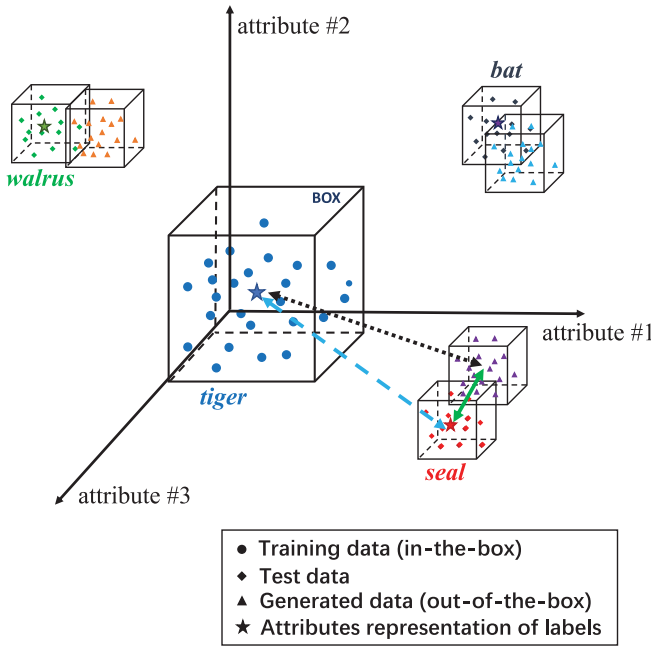 attribute #2
bat
walrus
BOX
attribute #1
tiger
seal
attribute #3
Training data (in-the-box)
Test data
Generated data (out-of-the-box)
Attributes representation of labels